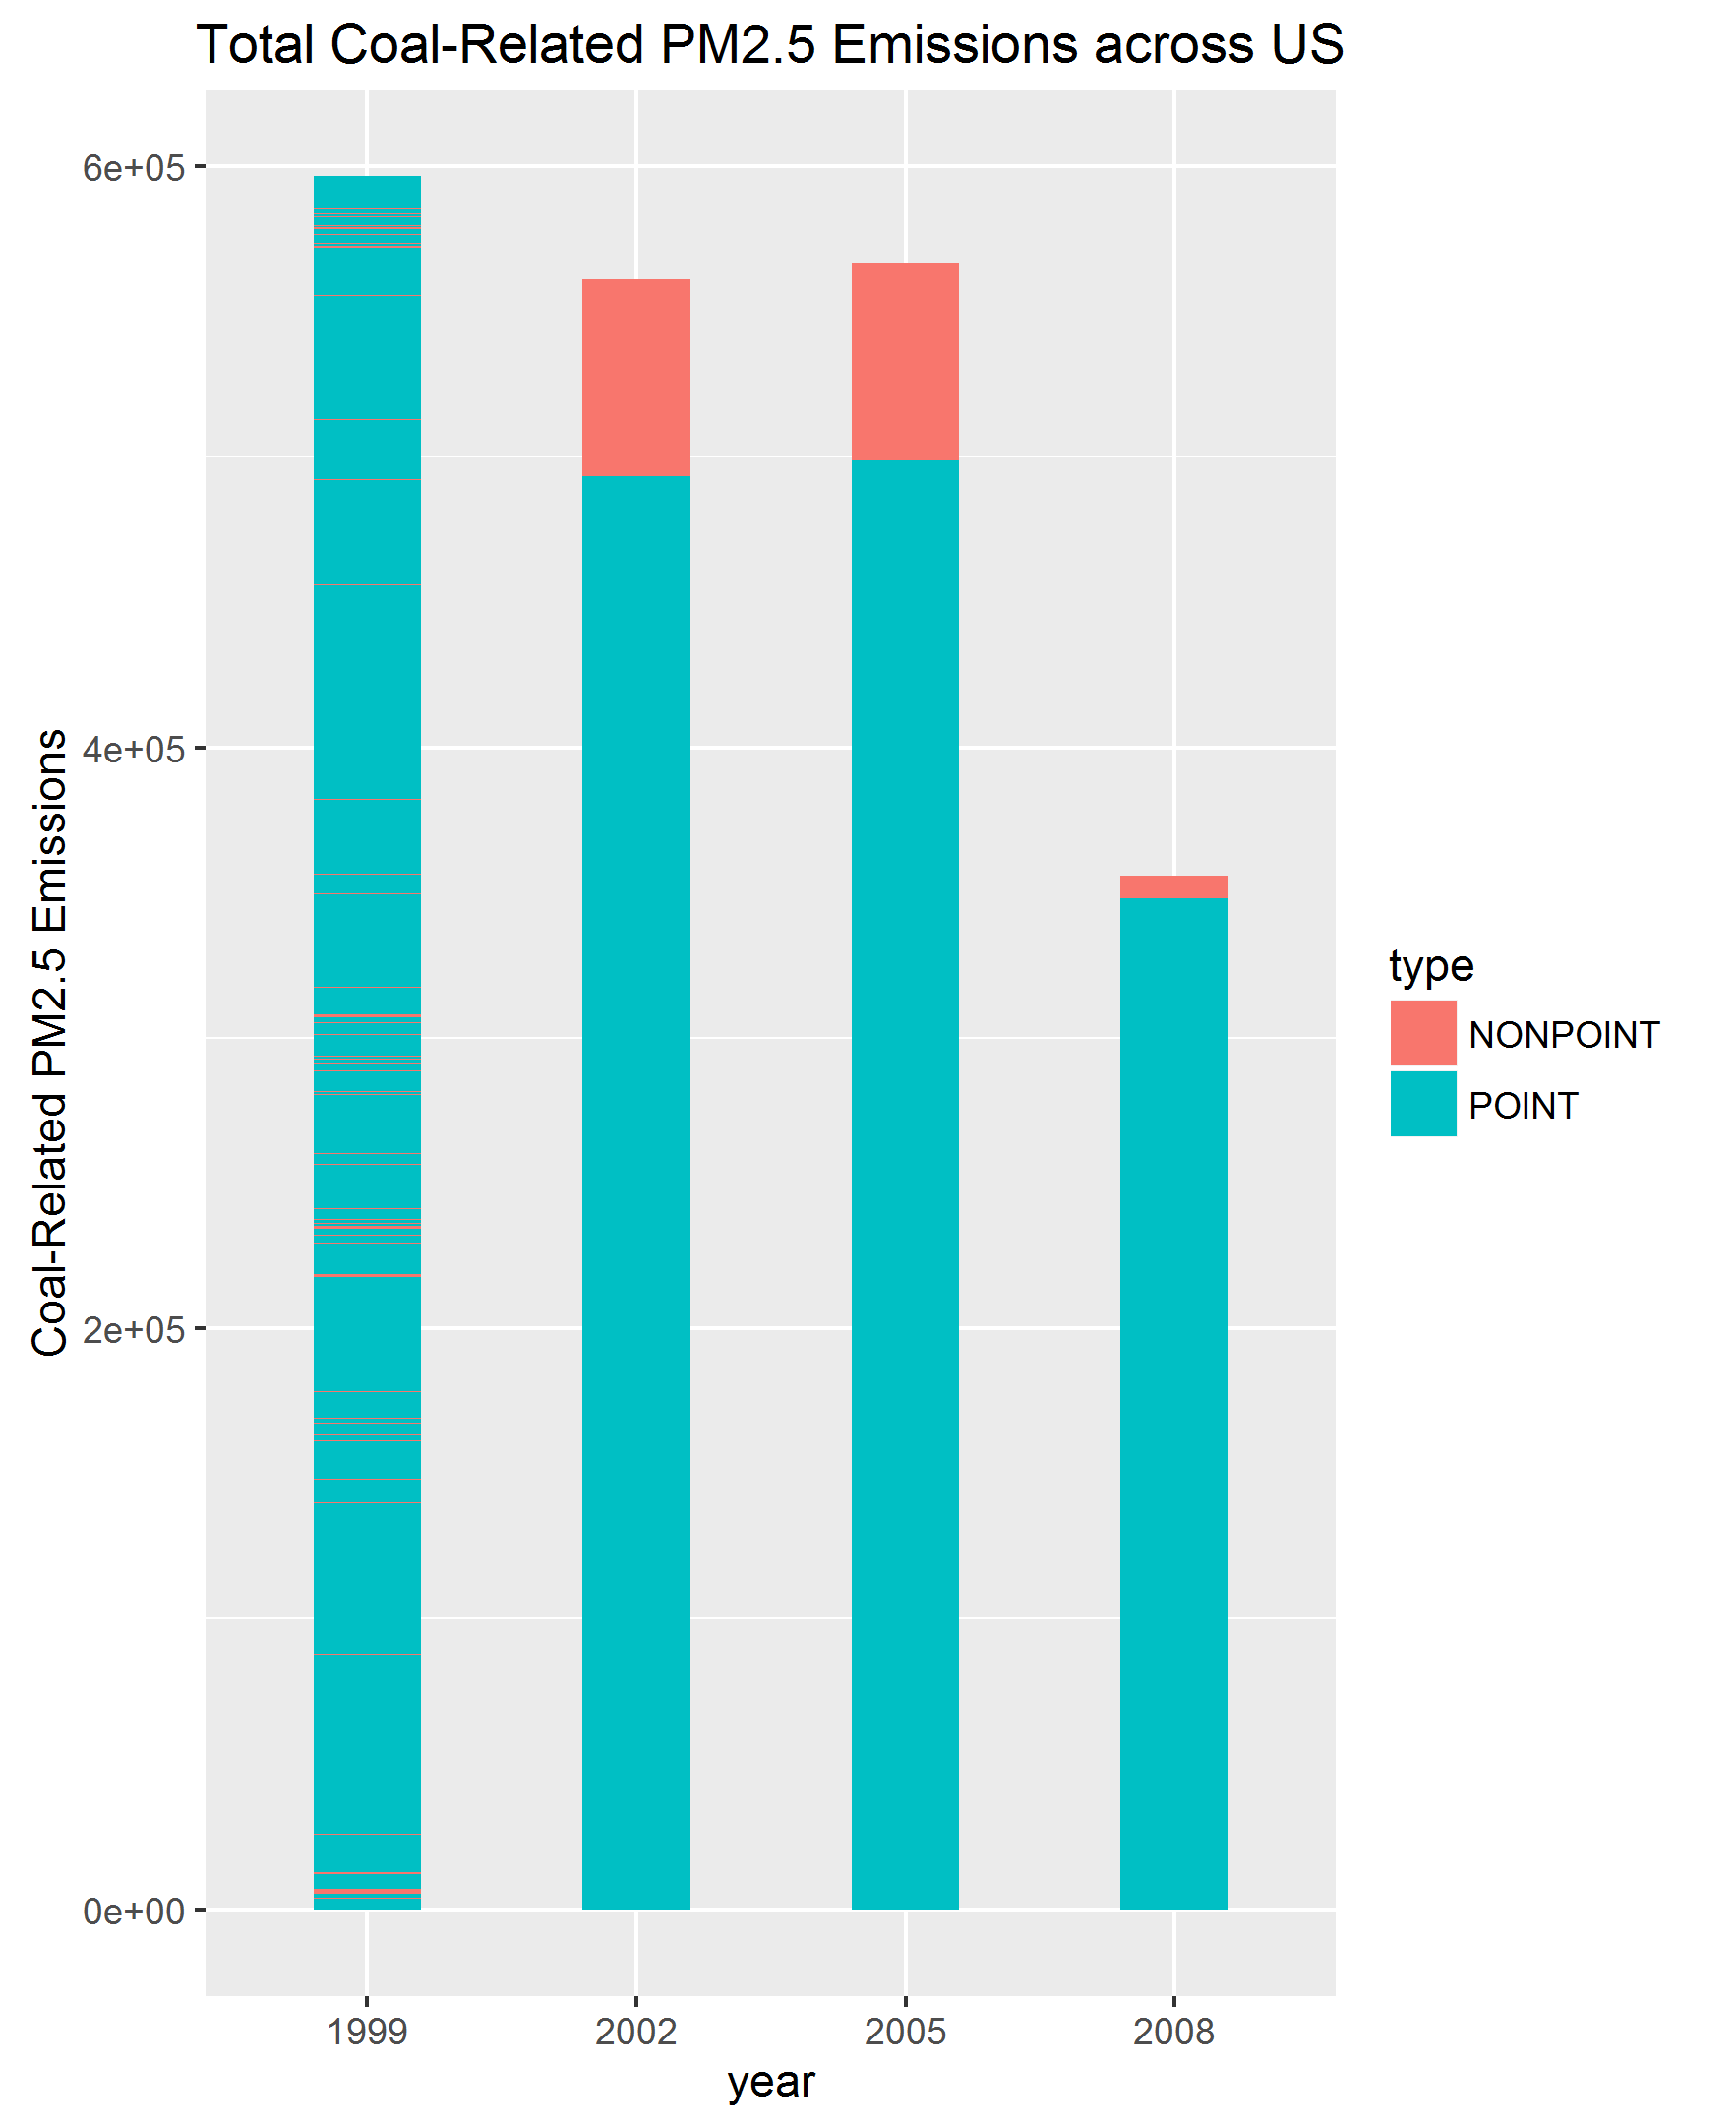 Total Coal-Related PM2.5 Emissions across US
Coal-Related PM2.5 Emissions
6e+05
4e+05
2e+05
0e+00
1999
2002
2005
2008
year
type
NONPOINT
POINT